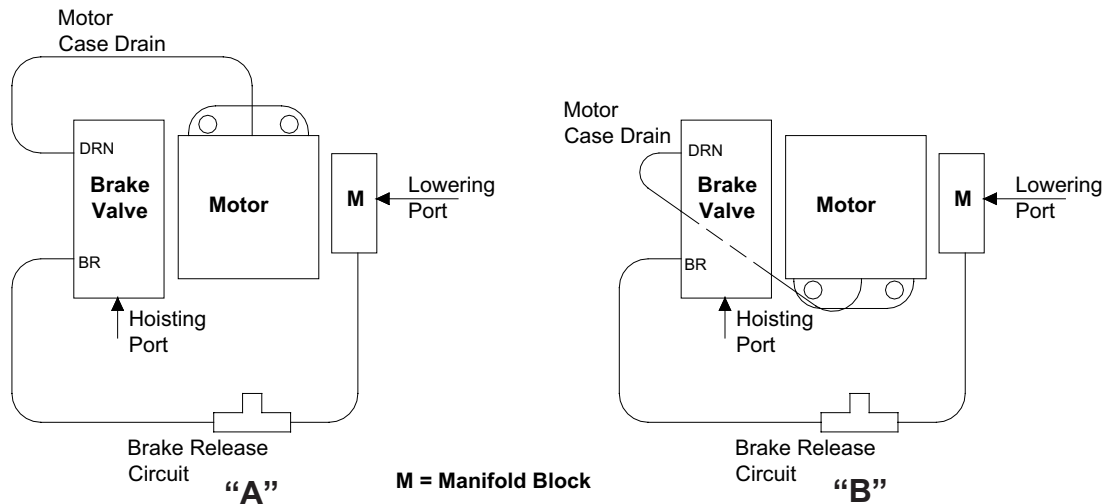 Motor
Case Drain
DRN
Brake
Valve
Motor
M
Lowering
Port
BR
Hoisting
Port
Brake Release
Circuit
“A”
M = Manifold Block
Motor
Case Drain
DRN
Brake
Valve
Motor
M
Lowering
Port
BR
Hoisting
Port
Brake Release
Circuit
“B”